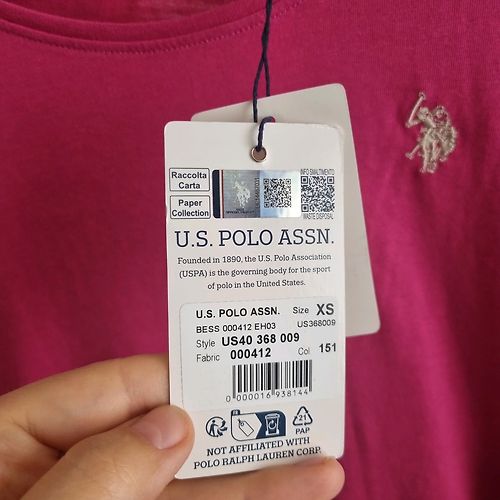 Raccolta
Carta
Paper
Collection
INFO SMALTIMENTO
WASTE DISPOSAL
U.S. POLO ASSN.
Founded in 1890, the U.S. Polo Association
(USPA) is the governing body for the sport
of polo in the United States.
U.S. POLO ASSN. Size XS
BESS 000412 EH03 US368009
Style US40 368 009
Fabric 000412 Col 151
0 000016 938144
21
PAP
NOT AFFILIATED WITH
POLO RALPH LAUREN CORP.